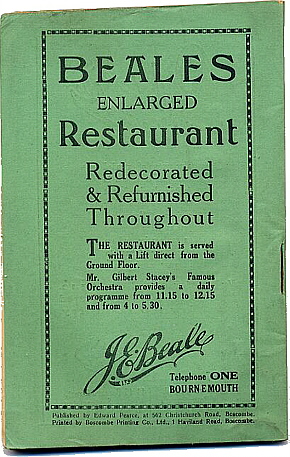 BEALES
ENLARGED
Restaurant
Redecorated
& Refurnished
Throughout
THE RESTAURANT is served
with a Lift direct from the
Ground Floor.
Mr. Gilbert Stacey's Famous
Orchestra provides a daily
programme from 11.15 to 12.15
and from 4 to 5.30.
J.E. Beale
Telephone ONE
BOURNEMOUTH
Published by Edward Pearce, at 562 Christchurch Road, Boscombe.
Printed by Boscombe Printing Co., Ltd., 1 Haviland Road, Boscombe.